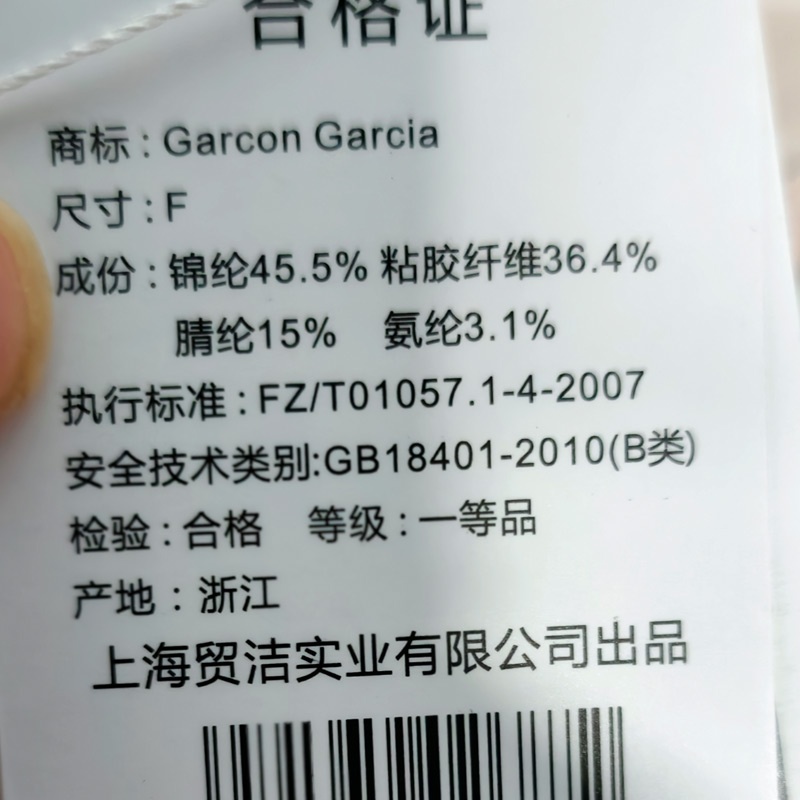 合格证
商标：Garcon Garcia
尺寸：F
成份：锦纶45.5% 粘胶纤维36.4%
腈纶15% 氨纶3.1%
执行标准：FZ/T01057.1-4-2007
安全技术类别:GB18401-2010(B类)
检验：合格 等级：一等品
产地：浙江
上海贸洁实业有限公司出品